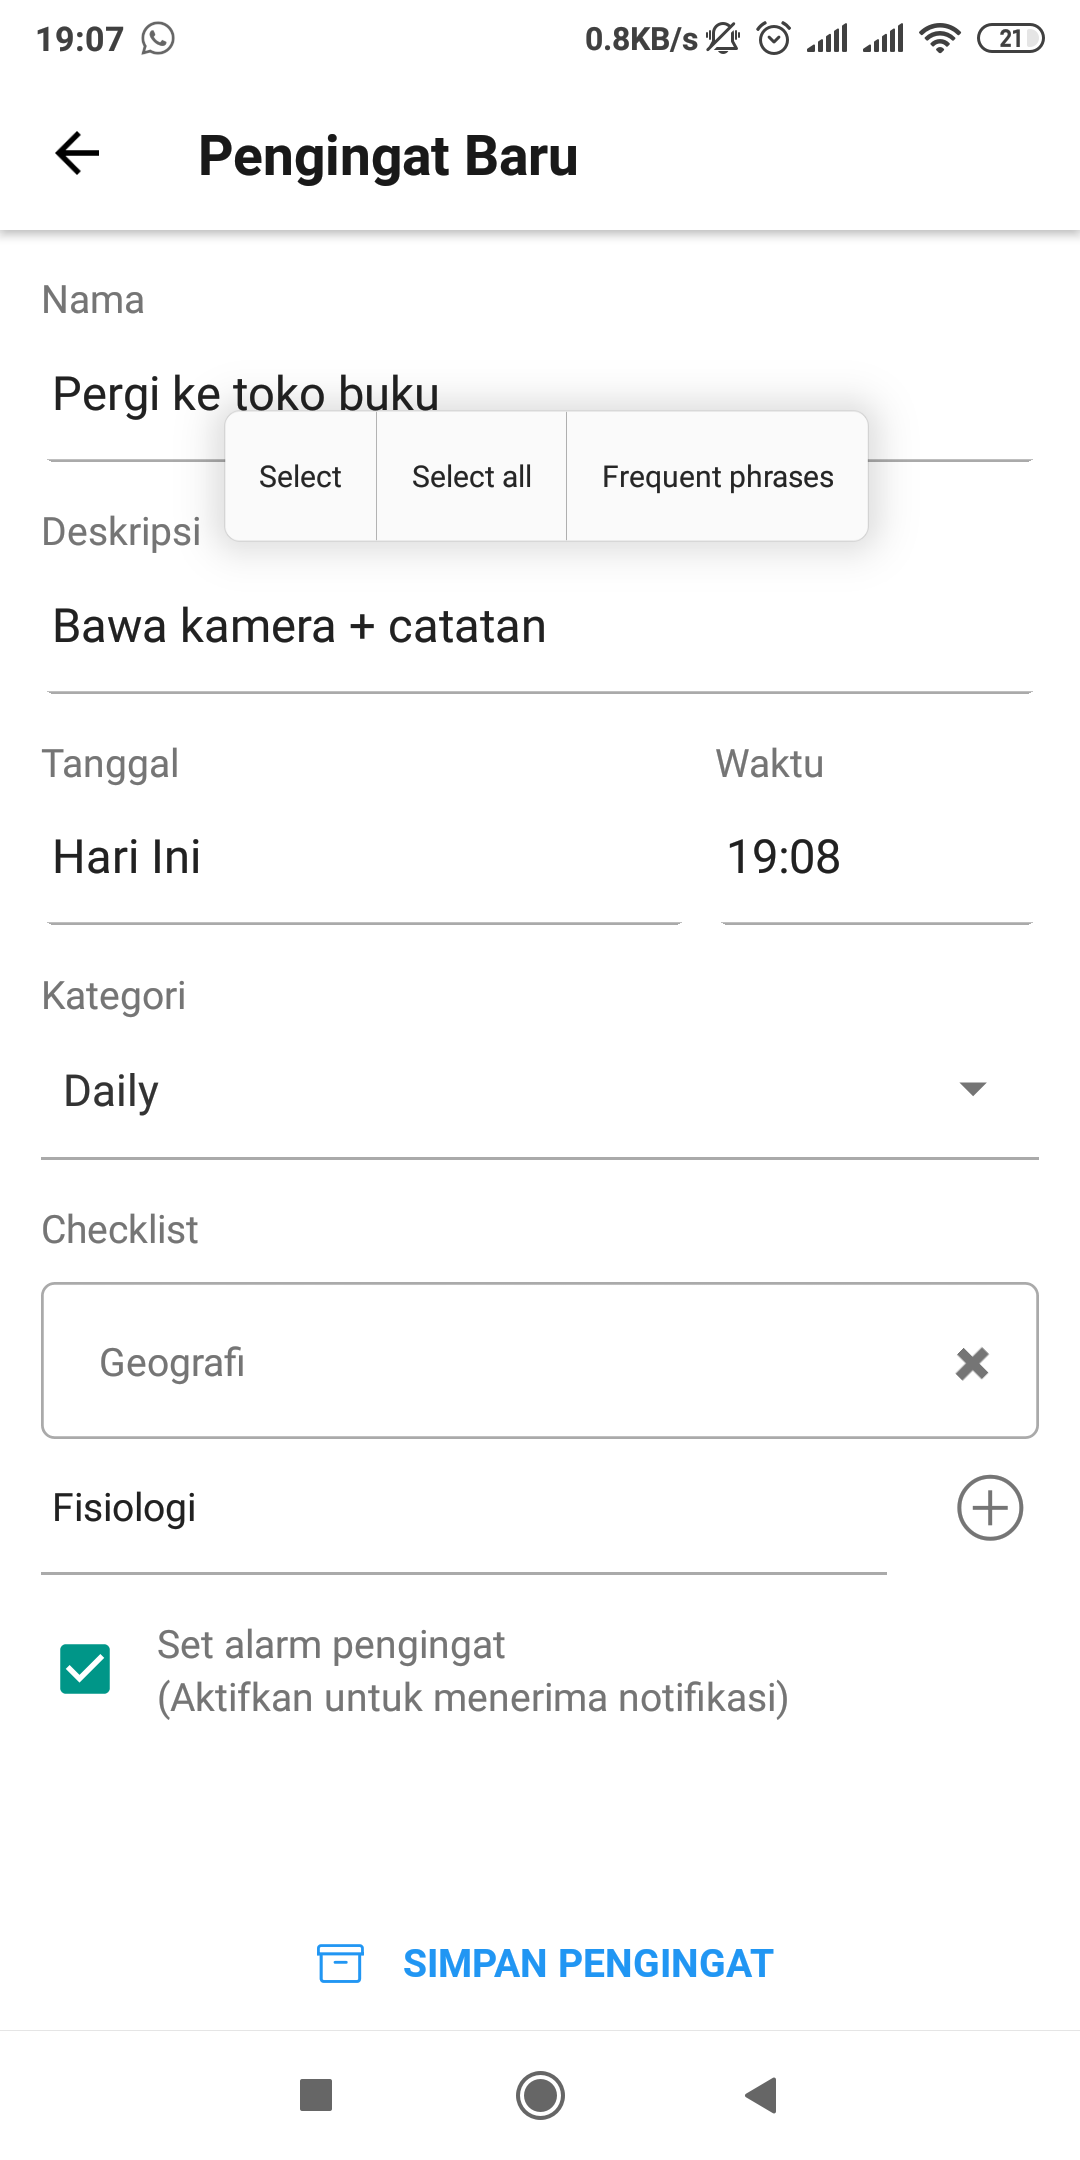 19:07
0.8KB/s
21
Pengingat Baru
Nama
Pergi ke toko buku
Select
Select all
Frequent phrases
Deskripsi
Bawa kamera + catatan
Tanggal
Waktu
Hari Ini
19:08
Kategori
Daily
Checklist
Geografi
Fisiologi
Set alarm pengingat
(Aktifkan untuk menerima notifikasi)
SIMPAN PENGINGAT